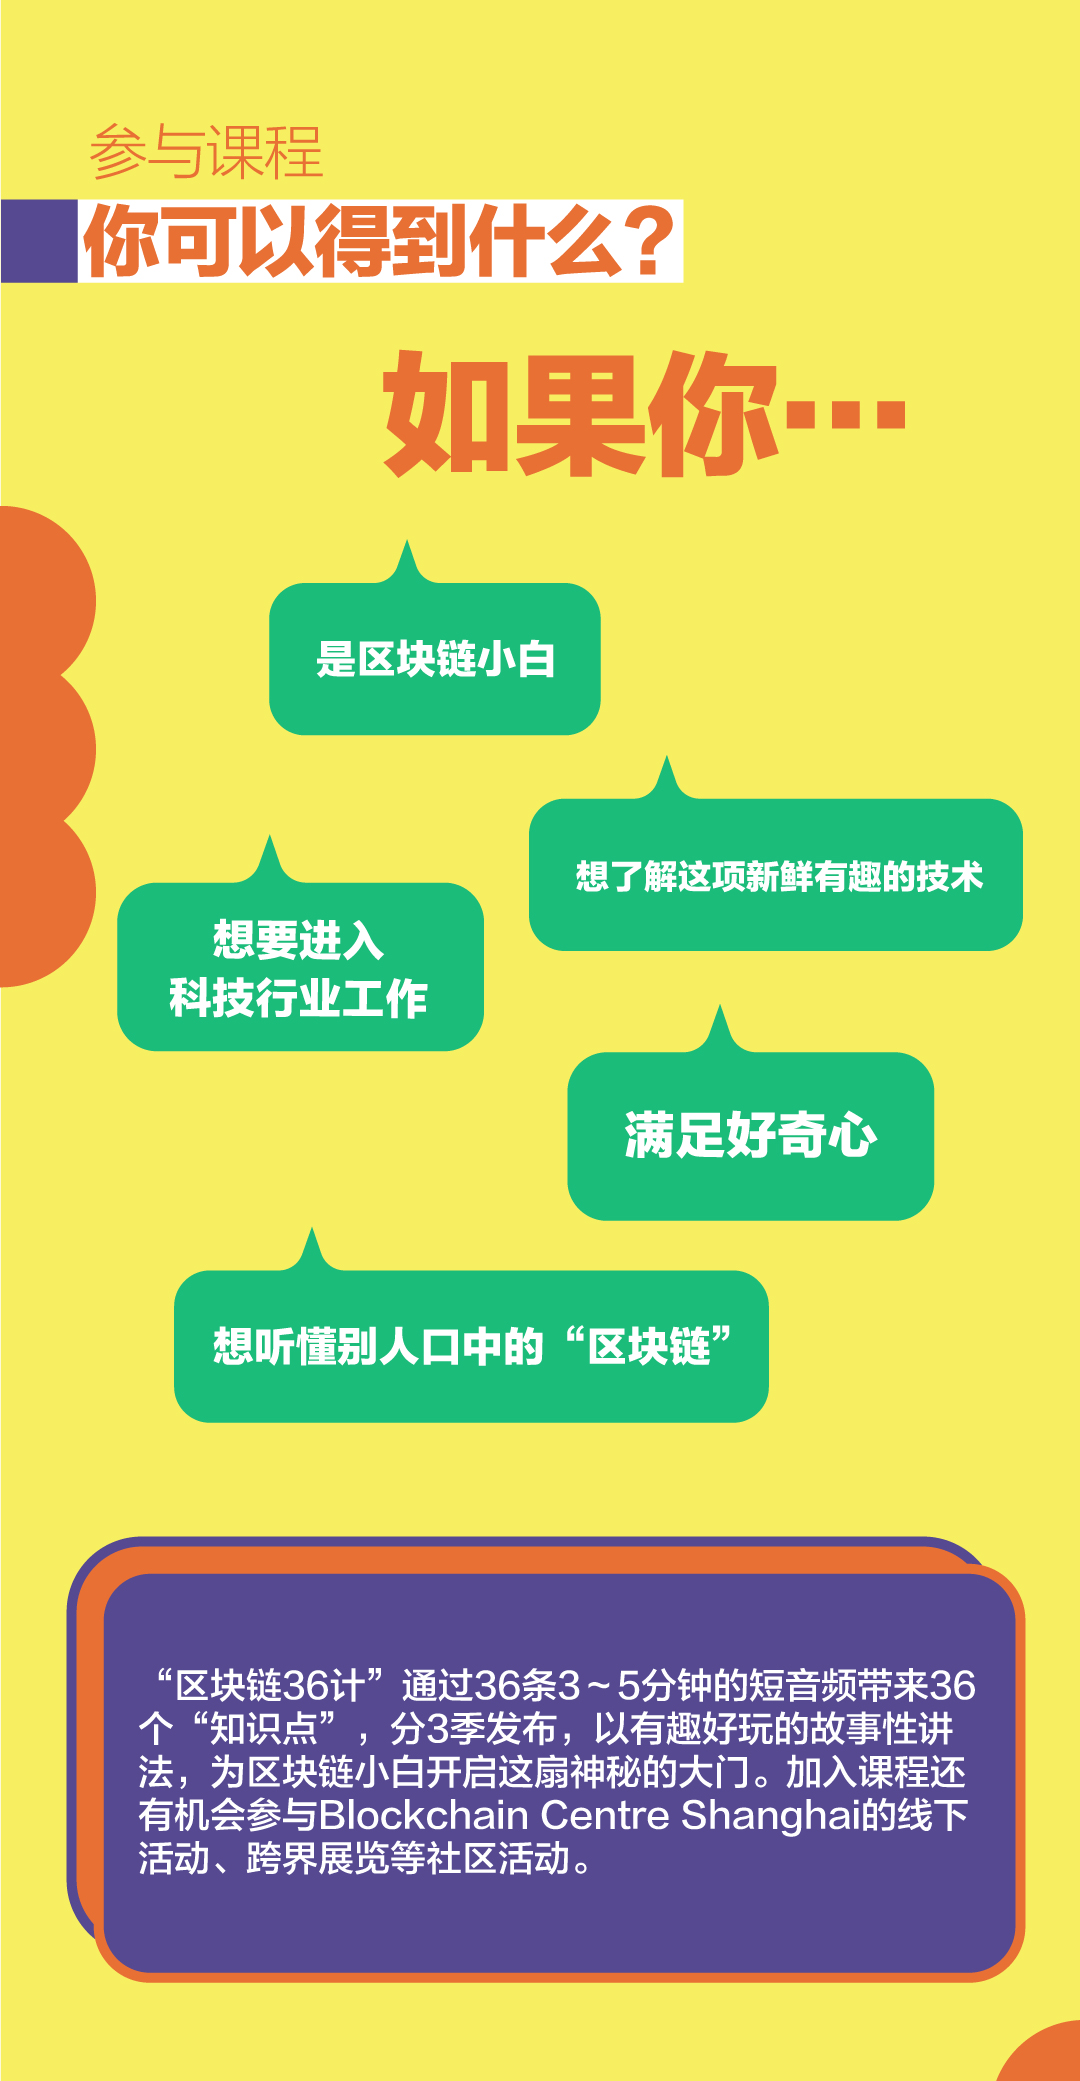 参与课程
你可以得到什么?
如果你…
是区块链小白
想了解这项新鲜有趣的技术
想要进入
科技行业工作
满足好奇心
想听懂别人口中的“区块链”
“区块链36计”通过36条3~5分钟的短音频带来36
个“知识点”，分3季发布，以有趣好玩的故事性讲
法，为区块链小白开启这扇神秘的大门。加入课程还
有机会参与Blockchain Centre Shanghai的线下
活动、跨界展览等社区活动。